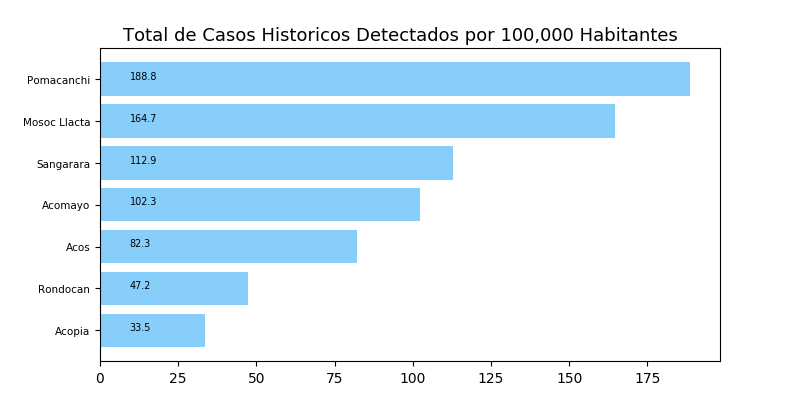 Total de Casos Historicos Detectados por 100,000 Habitantes
Pomacanchi 188.8
Mosoc Llacta 164.7
Sangarara 112.9
Acomayo 102.3
Acos 82.3
Rondocan 47.2
Acopia 33.5
0 25 50 75 100 125 150 175